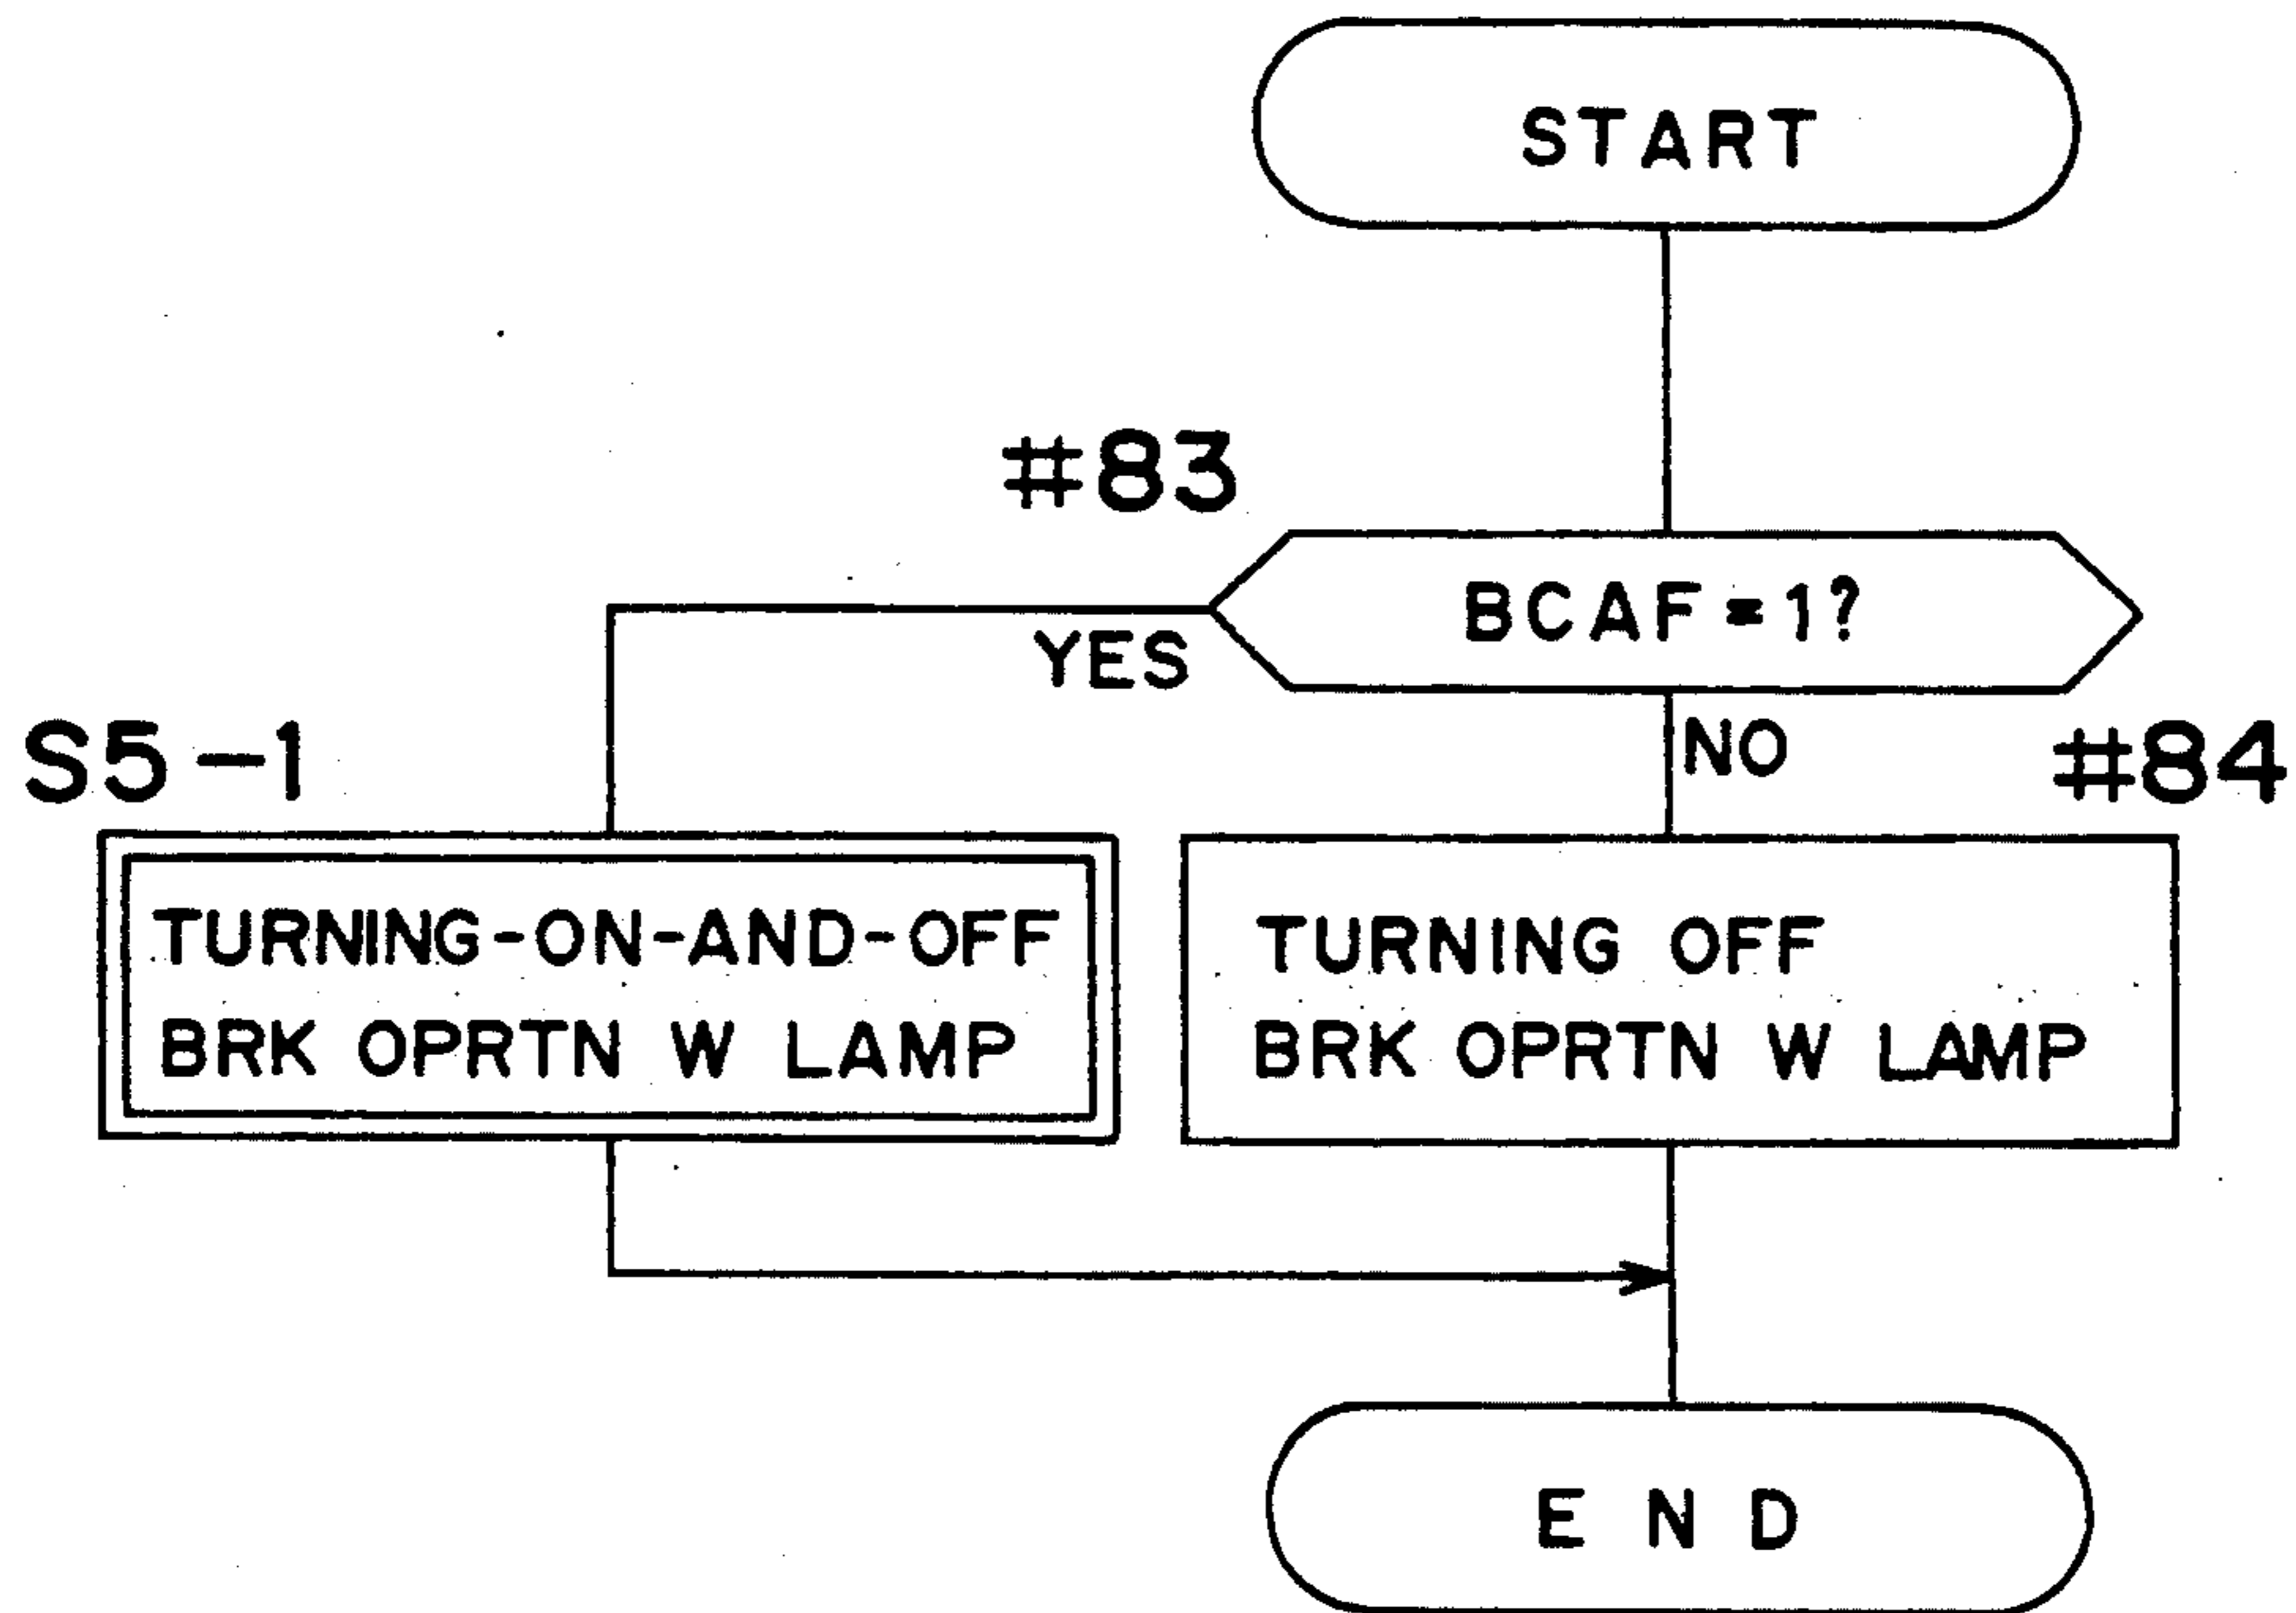 START
#83
BCAF=1?
YES
NO
S5-1
#84
TURNING-ON-AND-OFF
BRK OPRTN W LAMP
TURNING OFF
BRK OPRTN W LAMP
END